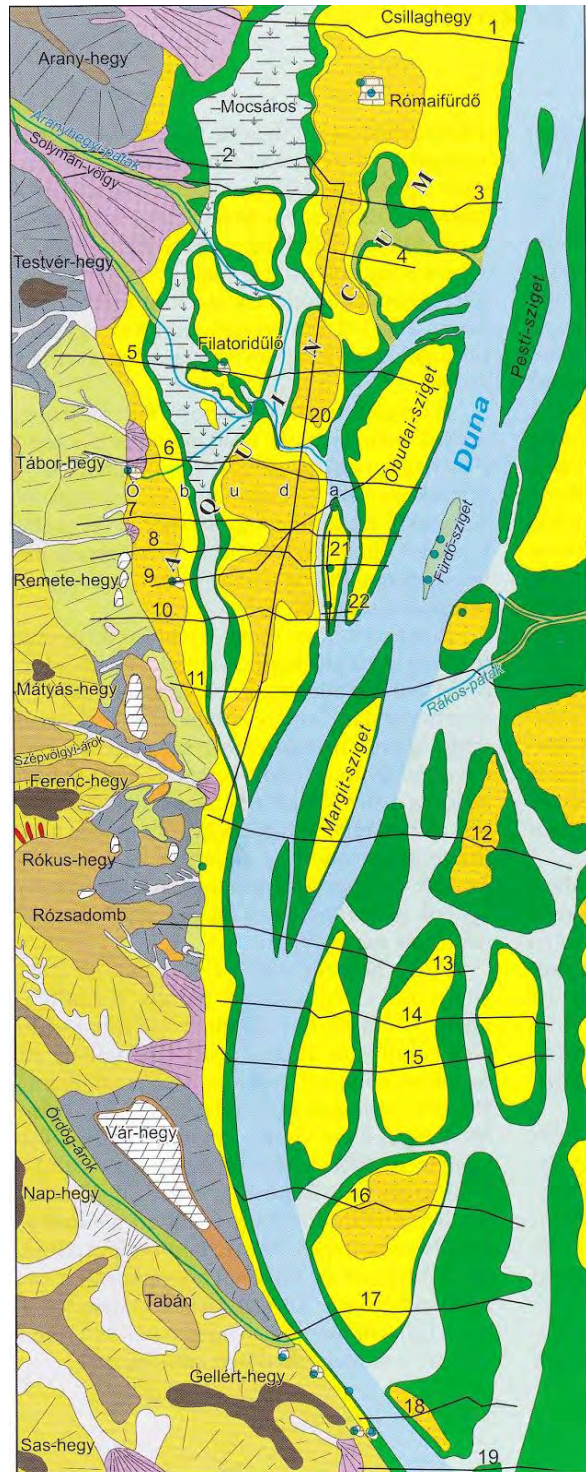 Csillaghegy
1
Arany-hegy
Mocsáros
Rómaifürdő
Aranyhegyi-patak
Solymári-völgy
2
3
M
U
C
N
I
U
Q
A
4
Testvér-hegy
Pesti-sziget
5
Filatoridűlő
20
Óbudai-sziget
Duna
6
Tábor-hegy
Ó b u d a
7
8
21
Fürdő-sziget
9
Remete-hegy
22
10
11
Rákos-patak
Mátyás-hegy
Szépvölgyi-árok
Ferenc-hegy
Margit-sziget
12
Rókus-hegy
Rózsadomb
13
14
15
Ördög-árok
Vár-hegy
Nap-hegy
16
Tabán
17
Gellért-hegy
18
Sas-hegy
19